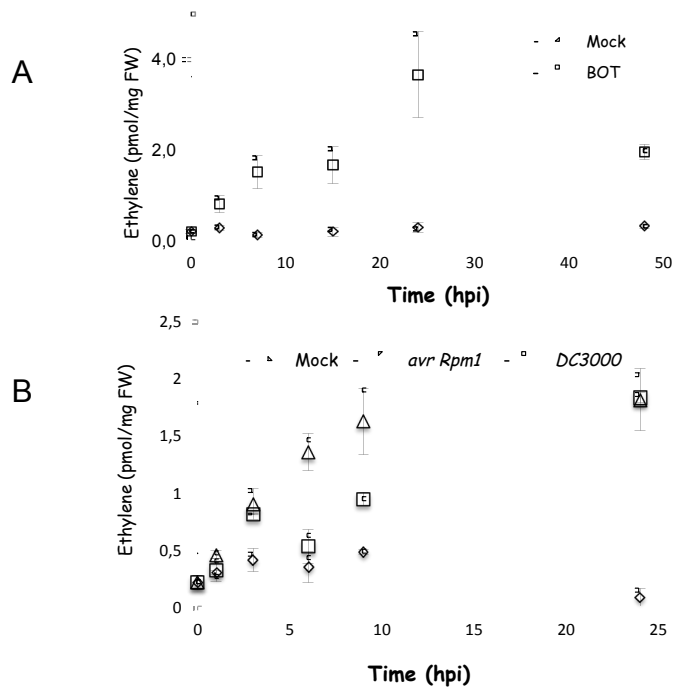 A
Ethylene (pmol/mg FW)
4,0
2,0
0,0
Mock
BOT
0 10 20 30 40 50
Time (hpi)
B
Ethylene (pmol/mg FW)
2,5
2
1,5
1
0,5
0
Mock avr Rpm1 DC3000
0 5 10 15 20 25
Time (hpi)